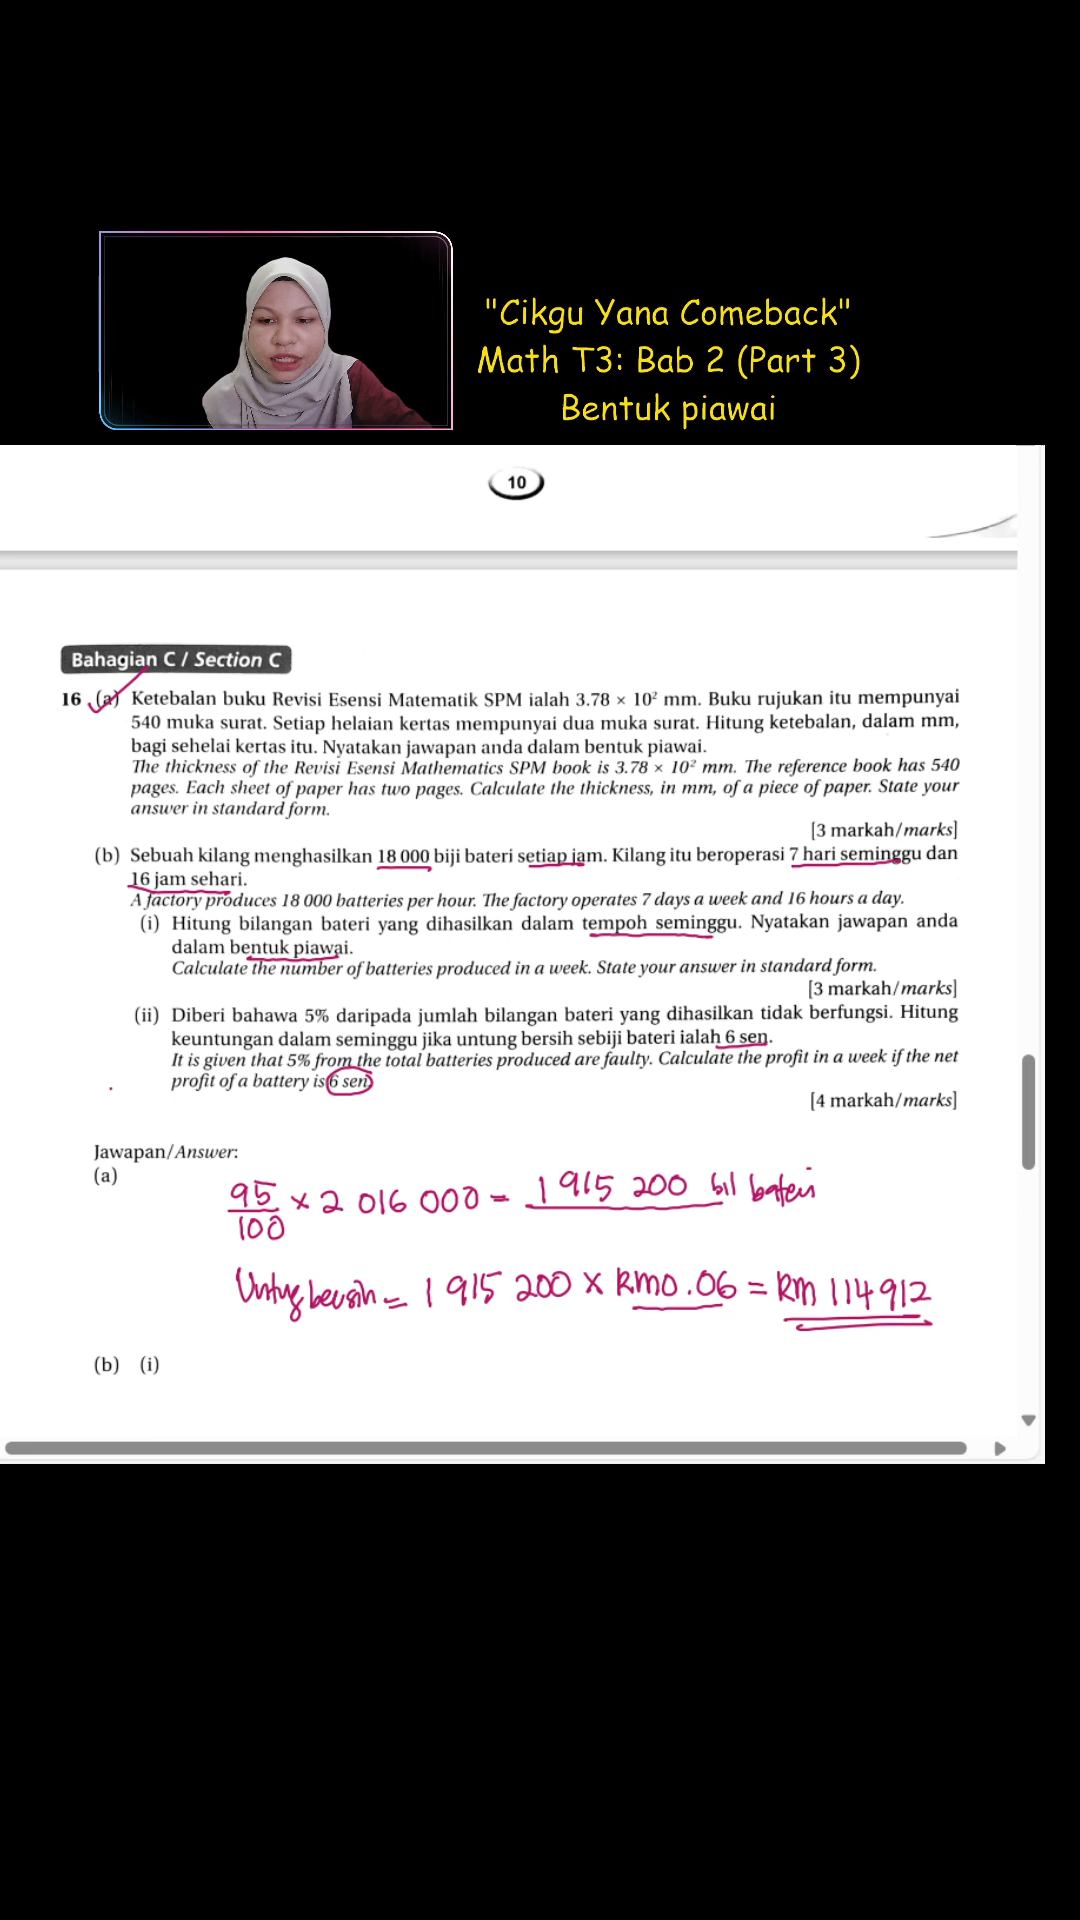 "Cikgu Yana Comeback"
Math T3: Bab 2 (Part 3)
Bentuk piawai
10
Bahagian C / Section C
16 (a) Ketebalan buku Revisi Esensi Matematik SPM ialah 3.78 × 10² mm. Buku rujukan itu mempunyai
540 muka surat. Setiap helaian kertas mempunyai dua muka surat. Hitung ketebalan, dalam mm,
bagi sehelai kertas itu. Nyatakan jawapan anda dalam bentuk piawai.
The thickness of the Revisi Esensi Mathematics SPM book is 3.78 × 10² mm. The reference book has 540
pages. Each sheet of paper has two pages. Calculate the thickness, in mm, of a piece of paper. State your
answer in standard form.
[3 markah/marks]
(b) Sebuah kilang menghasilkan 18 000 biji bateri setiap jam. Kilang itu beroperasi 7 hari seminggu dan
16 jam sehari.
A factory produces 18 000 batteries per hour. The factory operates 7 days a week and 16 hours a day.
(i) Hitung bilangan bateri yang dihasilkan dalam tempoh seminggu. Nyatakan jawapan anda
dalam bentuk piawai.
Calculate the number of batteries produced in a week. State your answer in standard form.
[3 markah/marks]
(ii) Diberi bahawa 5% daripada jumlah bilangan bateri yang dihasilkan tidak berfungsi. Hitung
keuntungan dalam seminggu jika untung bersih sebiji bateri ialah 6 sen.
It is given that 5% from the total batteries produced are faulty. Calculate the profit in a week if the net
profit of a battery is 6 sen
[4 markah/marks]
Jawapan/Answer:
(a)
95/100 × 2 016 000 = 1 915 200 bil bateri
Untung bersih = 1 915 200 × RM0.06 = RM 114912
(b) (i)